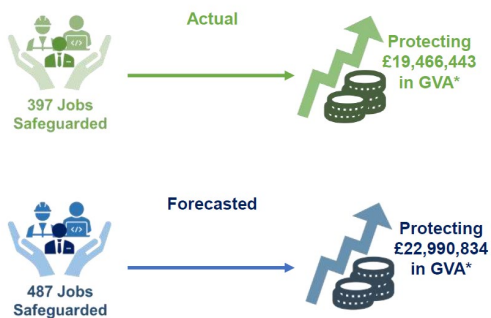 Actual
Protecting
£19,466,443
in GVA*
397 Jobs
Safeguarded
Forecasted
Protecting
£22,990,834
in GVA*
487 Jobs
Safeguarded